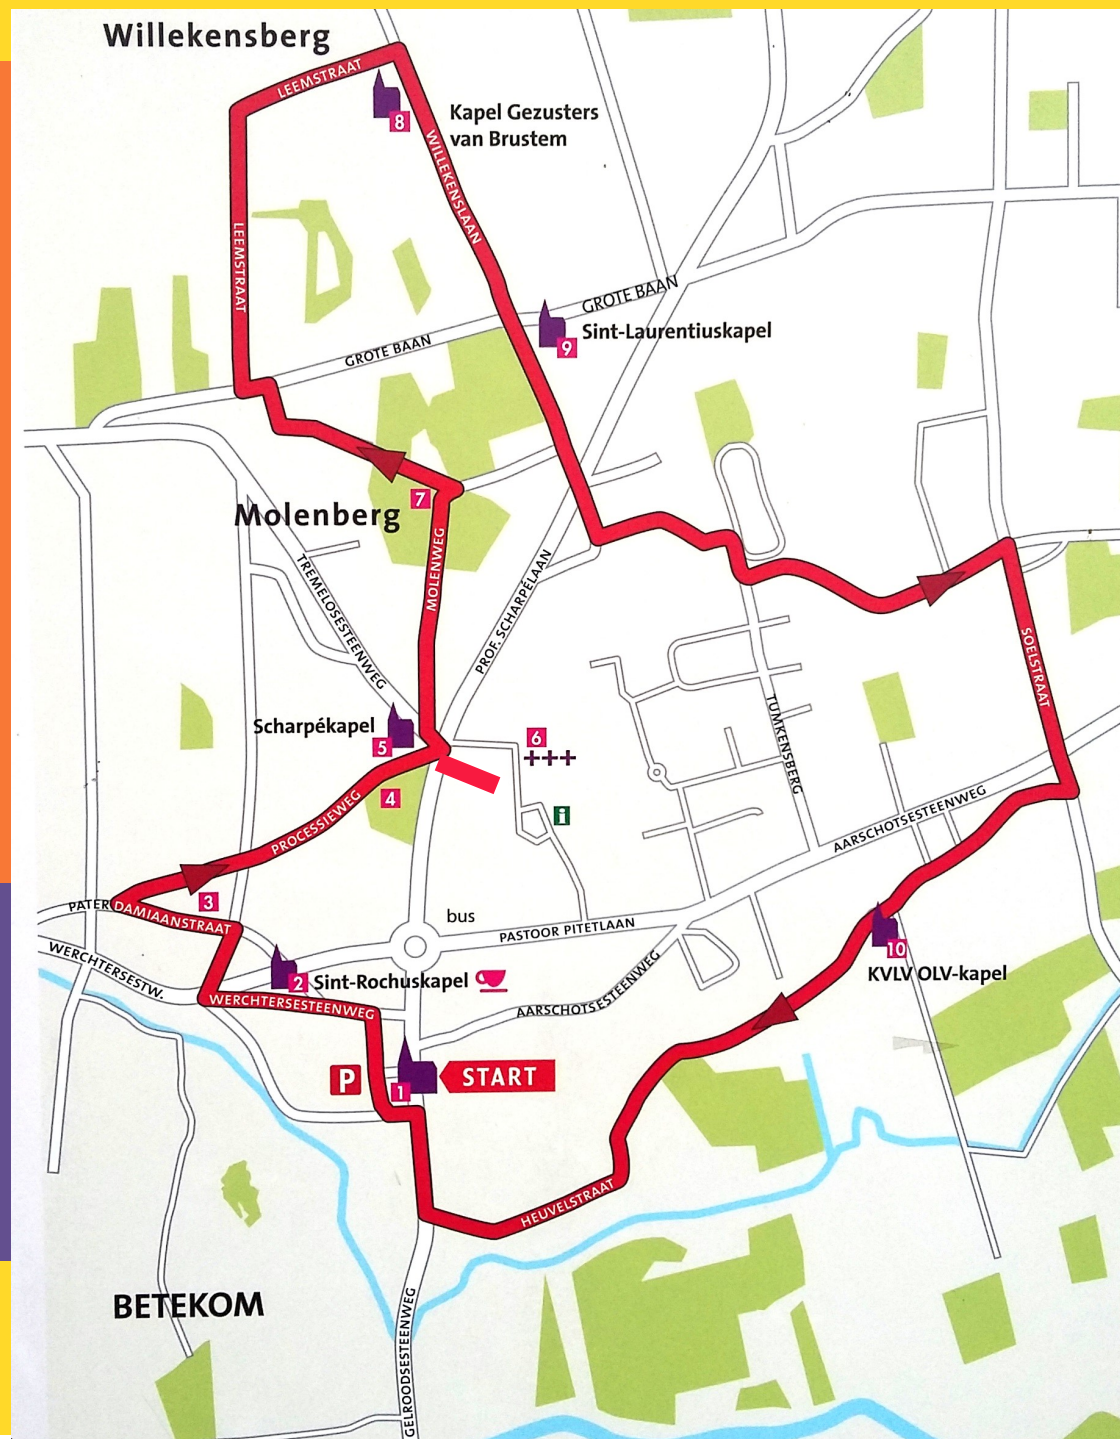 Willekensberg
LEEMSTRAAT
8
Kapel Gezusters
van Brustem
WILLEKENSLAAN
LEEMSTRAAT
GROTE BAAN
GROTE BAAN
9
Sint-Laurentiuskapel
7
Molenberg
MOLENWEG
TREMELOSESTEENWEG
PROF. SCHARPÉLAAN
SOELSTRAAT
TUMKENSBERG
Scharpékapel
5
6
4
i
PROCESSIEWEG
AARSCHOTSESTEENWEG
3
PATER DAMIAANSTRAAT
bus
PASTOOR PITETLAAN
10
KVLV OLV-kapel
WERCHTERSESTW.
2
Sint-Rochuskapel
WERCHTERSESTEENWEG
AARSCHOTSESTEENWEG
P
1
START
HEUVELSTRAAT
BETEKOM
GELROODSESTEENWEG